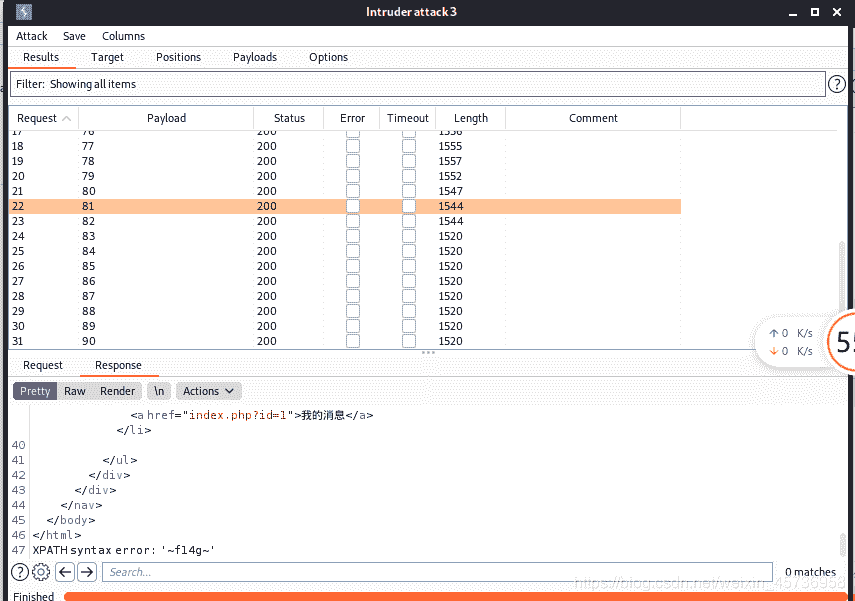 Intruder attack 3
Attack Save Columns
Results Target Positions Payloads Options
Filter: Showing all items
Request Payload Status Error Timeout Length Comment
17 76 200 1556
18 77 200 1555
19 78 200 1557
20 79 200 1552
21 80 200 1547
22 81 200 1544
23 82 200 1544
24 83 200 1520
25 84 200 1520
26 85 200 1520
27 86 200 1520
28 87 200 1520
29 88 200 1520
30 89 200 1520
31 90 200 1520
↑ 0 K/s
↓ 0 K/s
Request Response
Pretty Raw Render \n Actions
<a href="index.php?id=1">我的消息</a>
</li>
40
41 </ul>
42 </div>
43 </div>
44 </nav>
45 </body>
46 </html>
47 XPATH syntax error: '~fl4g~'
Search... 0 matches
https://blog.csdn.net/weixin_45736958
Finished